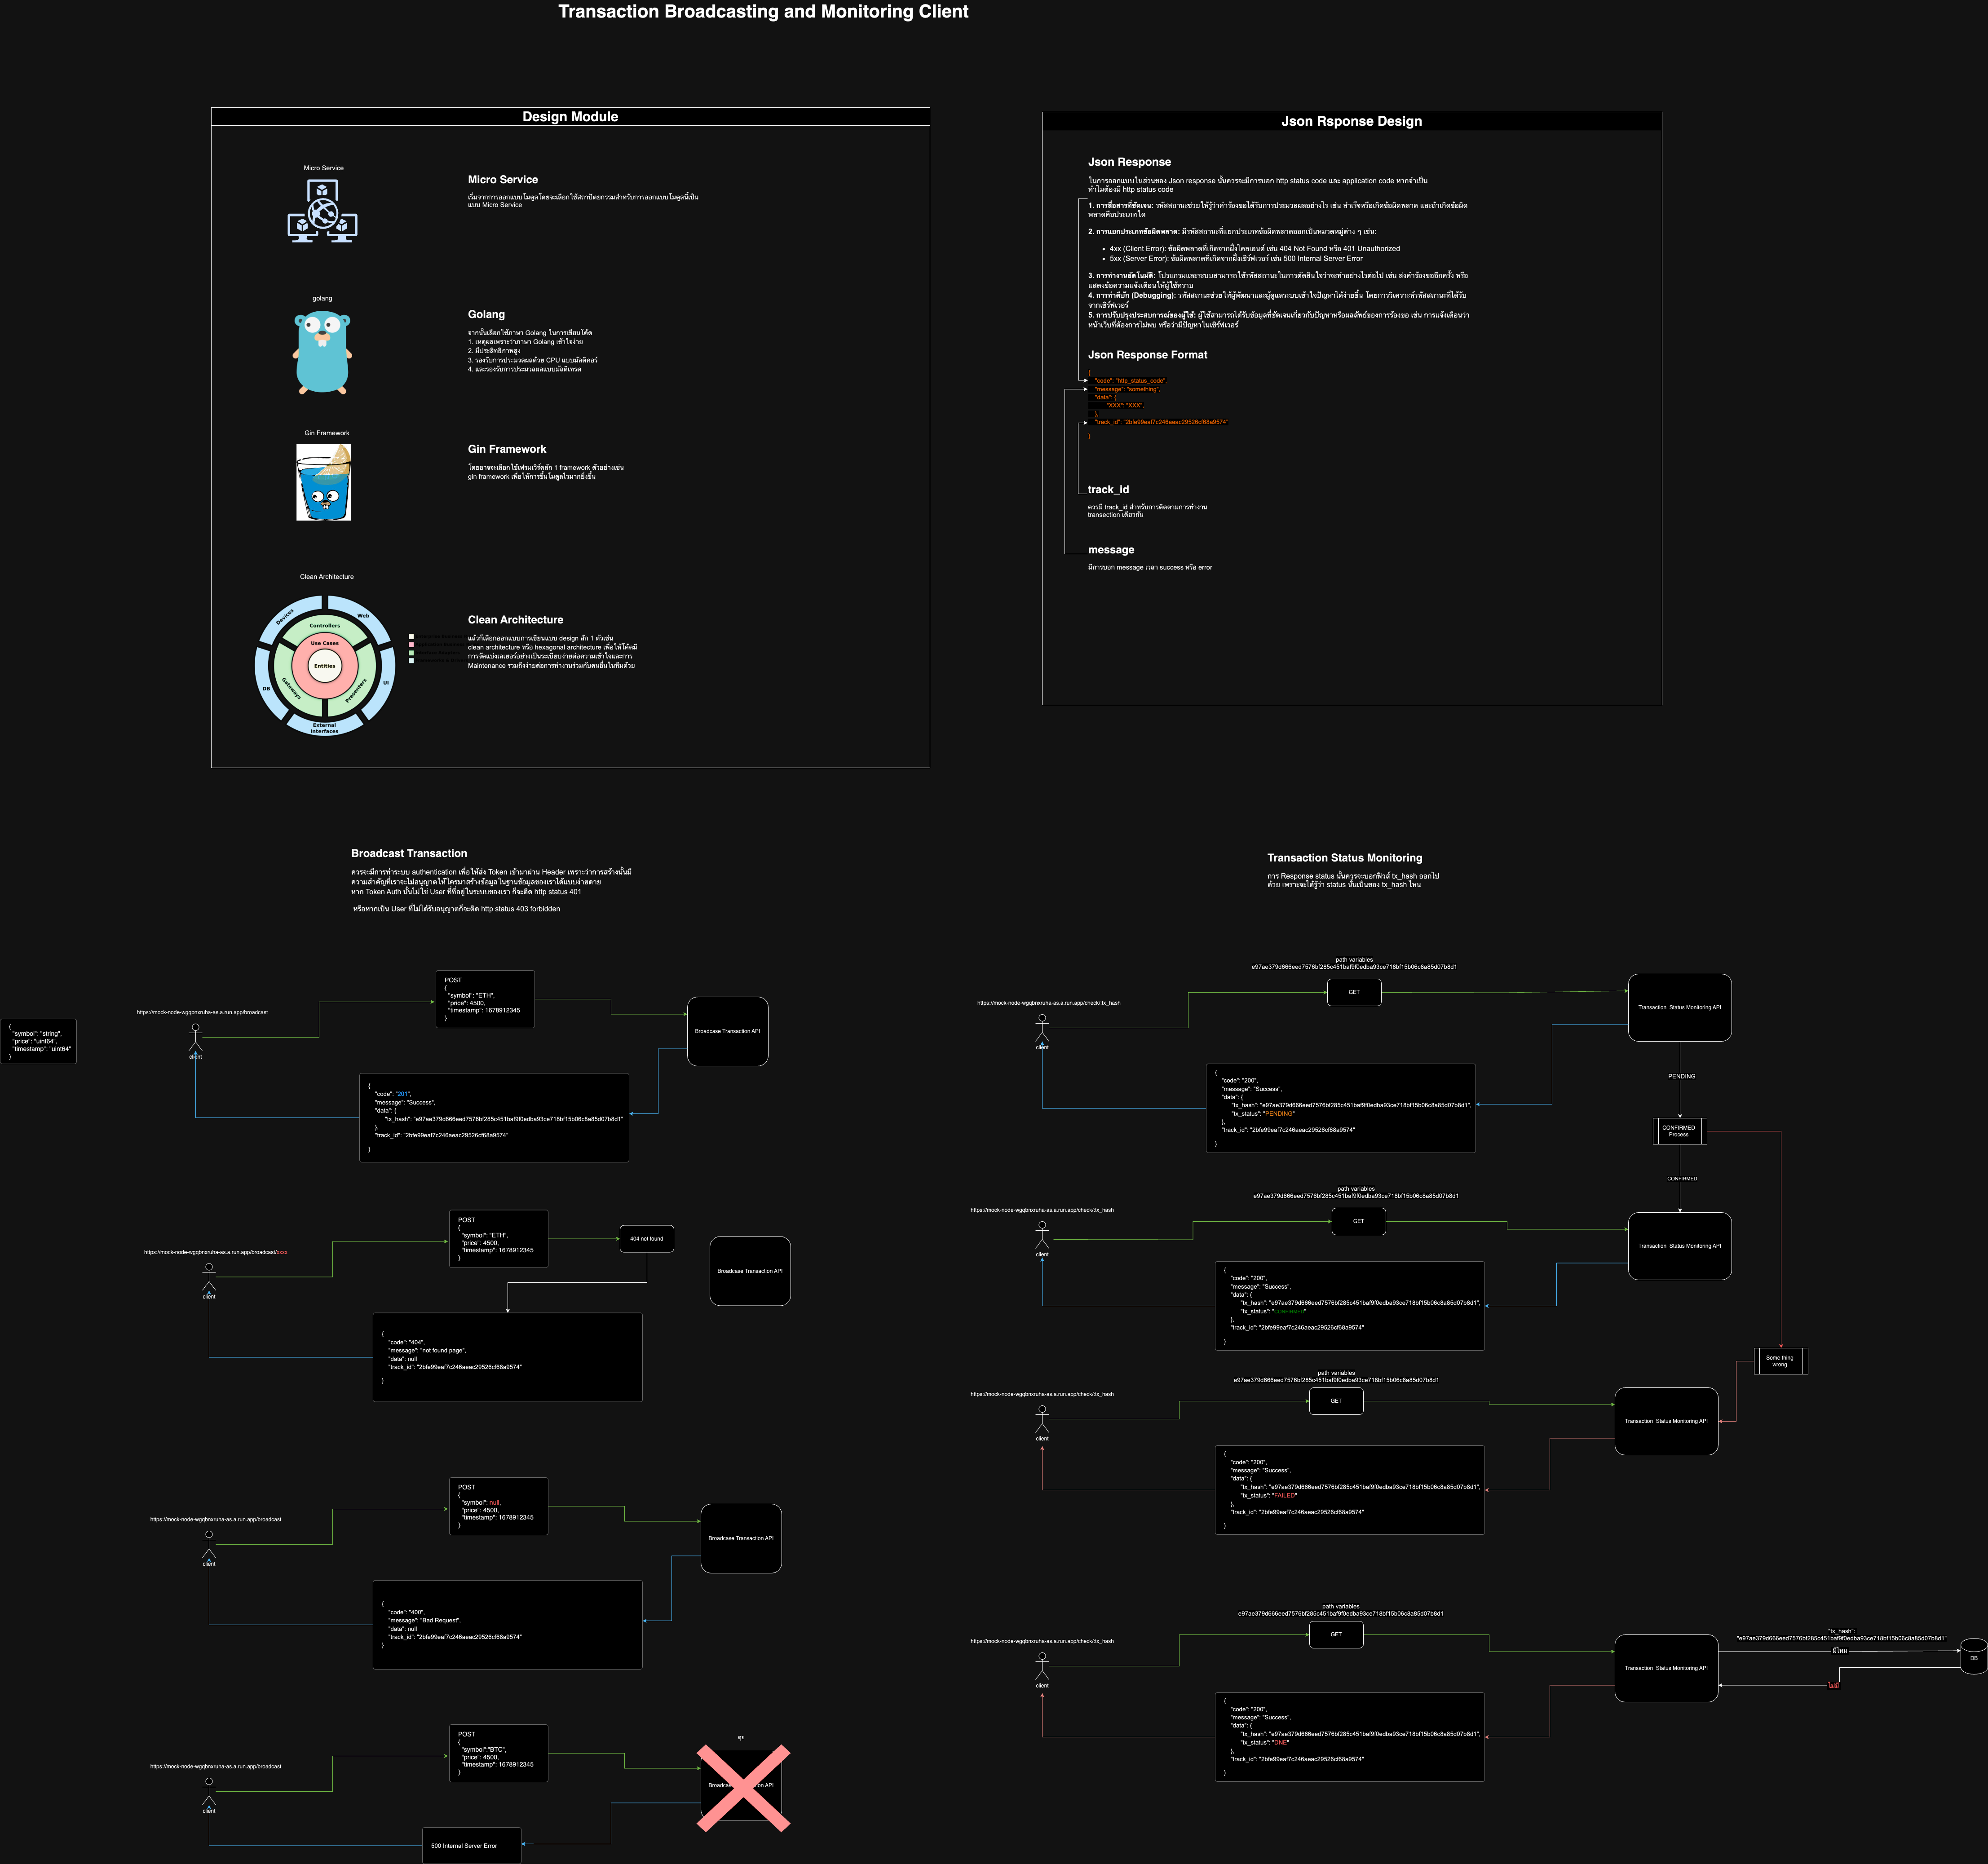 Transaction Broadcasting and Monitoring Client
Design Module
Micro Service
Micro Service
เริ่มจากการออกแบบโมดูลโดยจะเลือกใช้สถาปัตยกรรมสำหรับการออกแบบโมดูลนี้เป็น
แบบ Micro Service
golang
Golang
จากนั้นเลือกใช้ภาษา Golang ในการเขียนโค้ด
1. เหตุผลเพราะว่าภาษา Golang เข้าใจง่าย
2. มีประสิทธิภาพสูง
3. รองรับการประมวลผลด้วย CPU แบบมัลติคอร์
4. และรองรับการประมวลผลแบบมัลติเทรด
Gin Framework
Gin Framework
โดยอาจจะเลือกใช้เฟรมเวิร์คสัก 1 framework ตัวอย่างเช่น
gin framework เพื่อให้การขึ้นโมดูลไวมากยิ่งขึ้น
Clean Architecture
Devices
Web
Controllers
Use Cases
Entities
DB
Gateways
Presenters
UI
External
Interfaces
Clean Architecture
แล้วก็เลือกออกแบบการเขียนแบบ design สัก 1 ตัวเช่น
clean architecture หรือ hexagonal architecture เพื่อให้โค้ดมี
การจัดแบ่งเลเยอร์อย่างเป็นระเบียบง่ายต่อความเข้าใจและการ
Maintenance รวมถึงง่ายต่อการทำงานร่วมกับคนอื่นในทีมด้วย
Json Rsponse Design
Json Response
ในการออกแบบในส่วนของ Json response นั้นควรจะมีการบอก http status code และ application code หากจำเป็น
ทำไมต้องมี http status code
1. การสื่อสารที่ชัดเจน: รหัสสถานะช่วยให้รู้ว่าคำร้องขอได้รับการประมวลผลอย่างไร เช่น สำเร็จหรือเกิดข้อผิดพลาด และถ้าเกิดข้อผิด
พลาดคือประเภทใด
2. การแยกประเภทข้อผิดพลาด: มีรหัสสถานะที่แยกประเภทข้อผิดพลาดออกเป็นหมวดหมู่ต่าง ๆ เช่น:
• 4xx (Client Error): ข้อผิดพลาดที่เกิดจากฝั่งไคลเอนต์ เช่น 404 Not Found หรือ 401 Unauthorized
• 5xx (Server Error): ข้อผิดพลาดที่เกิดจากฝั่งเซิร์ฟเวอร์ เช่น 500 Internal Server Error
3. การทำงานอัตโนมัติ: โปรแกรมและระบบสามารถใช้รหัสสถานะในการตัดสินใจว่าจะทำอย่างไรต่อไป เช่น ส่งคำร้องขออีกครั้ง หรือ
แสดงข้อความแจ้งเตือนให้ผู้ใช้ทราบ
4. การทำดีบัก (Debugging): รหัสสถานะช่วยให้ผู้พัฒนาและผู้ดูแลระบบเข้าใจปัญหาได้ง่ายขึ้น โดยการวิเคราะห์รหัสสถานะที่ได้รับ
จากเซิร์ฟเวอร์
5. การปรับปรุงประสบการณ์ของผู้ใช้: ผู้ใช้สามารถได้รับข้อมูลที่ชัดเจนเกี่ยวกับปัญหาหรือผลลัพธ์ของการร้องขอ เช่น การแจ้งเตือนว่า
หน้าเว็บที่ต้องการไม่พบ หรือว่ามีปัญหาในเซิร์ฟเวอร์
Json Response Format
{
"code": "http_status_code",
"message": "something",
"data": {
"XXX": "XXX",
},
"track_id": "2bfe99eaf7c246aeac29526cf68a9574"
}
track_id
ควรมี track_id สำหรับการติดตามการทำงาน
transection เดียวกัน
message
มีการบอก message เวลา success หรือ error
Broadcast Transaction
ควรจะมีการทำระบบ authentication เพื่อให้ส่ง Token เข้ามาผ่าน Header เพราะว่าการสร้างนั้นมี
ความสำคัญที่เราจะไม่อนุญาตให้ใครมาสร้างข้อมูลในฐานข้อมูลของเราได้แบบง่ายดาย
หาก Token Auth นั้นไม่ใช่ User ที่ที่อยู่ในระบบของเรา ก็จะติด http status 401
หรือหากเป็น User ที่ไม่ได้รับอนุญาตก็จะติด http status 403 forbidden
{
"symbol": "string",
"price": "uint64",
"timestamp": "uint64"
}
https://mock-node-wgqbnxruha-as.a.run.app/broadcast
client
POST
{
"symbol": "ETH",
"price": 4500,
"timestamp": 1678912345
}
Broadcase Transaction API
{
"code": "201",
"message": "Success",
"data": {
"tx_hash": "e97ae379d666eed7576bf285c451baf9f0edba93ce718bf15b06c8a85d07b8d1"
},
"track_id": "2bfe99eaf7c246aeac29526cf68a9574"
}
https://mock-node-wgqbnxruha-as.a.run.app/broadcast/xxxx
client
POST
{
"symbol": "ETH",
"price": 4500,
"timestamp": 1678912345
}
404 not found
Broadcase Transaction API
{
"code": "404",
"message": "not found page",
"data": null
"track_id": "2bfe99eaf7c246aeac29526cf68a9574"
}
https://mock-node-wgqbnxruha-as.a.run.app/broadcast
client
POST
{
"symbol": null,
"price": 4500,
"timestamp": 1678912345
}
Broadcase Transaction API
{
"code": "400",
"message": "Bad Request",
"data": null
"track_id": "2bfe99eaf7c246aeac29526cf68a9574"
}
https://mock-node-wgqbnxruha-as.a.run.app/broadcast
client
POST
{
"symbol":"BTC",
"price": 4500,
"timestamp": 1678912345
}
500 Internal Server Error
Transaction Status Monitoring
การ Response status นั้นควรจะบอกฟิวส์ tx_hash ออกไป
ด้วย เพราะจะได้รู้ว่า status นั้นเป็นของ tx_hash ไหน
https://mock-node-wgqbnxruha-as.a.run.app/check/:tx_hash
client
path variables
e97ae379d666eed7576bf285c451baf9f0edba93ce718bf15b06c8a85d07b8d1
GET
Transaction Status Monitoring API
{
"code": "200",
"message": "Success",
"data": {
"tx_hash": "e97ae379d666eed7576bf285c451baf9f0edba93ce718bf15b06c8a85d07b8d1",
"tx_status": "PENDING"
},
"track_id": "2bfe99eaf7c246aeac29526cf68a9574"
}
PENDING
CONFIRMED
Process
CONFIRMED
https://mock-node-wgqbnxruha-as.a.run.app/check/:tx_hash
client
path variables
e97ae379d666eed7576bf285c451baf9f0edba93ce718bf15b06c8a85d07b8d1
GET
Transaction Status Monitoring API
{
"code": "200",
"message": "Success",
"data": {
"tx_hash": "e97ae379d666eed7576bf285c451baf9f0edba93ce718bf15b06c8a85d07b8d1",
"tx_status": "CONFIRMED"
},
"track_id": "2bfe99eaf7c246aeac29526cf68a9574"
}
Some thing
wrong
https://mock-node-wgqbnxruha-as.a.run.app/check/:tx_hash
client
path variables
e97ae379d666eed7576bf285c451baf9f0edba93ce718bf15b06c8a85d07b8d1
GET
Transaction Status Monitoring API
{
"code": "200",
"message": "Success",
"data": {
"tx_hash": "e97ae379d666eed7576bf285c451baf9f0edba93ce718bf15b06c8a85d07b8d1",
"tx_status": "FAILED"
},
"track_id": "2bfe99eaf7c246aeac29526cf68a9574"
}
https://mock-node-wgqbnxruha-as.a.run.app/check/:tx_hash
client
path variables
e97ae379d666eed7576bf285c451baf9f0edba93ce718bf15b06c8a85d07b8d1
GET
Transaction Status Monitoring API
"tx_hash":
"e97ae379d666eed7576bf285c451baf9f0edba93ce718bf15b06c8a85d07b8d1"
มีไหม
DB
ไม่มี
{
"code": "200",
"message": "Success",
"data": {
"tx_hash": "e97ae379d666eed7576bf285c451baf9f0edba93ce718bf15b06c8a85d07b8d1",
"tx_status": "DNE"
},
"track_id": "2bfe99eaf7c246aeac29526cf68a9574"
}